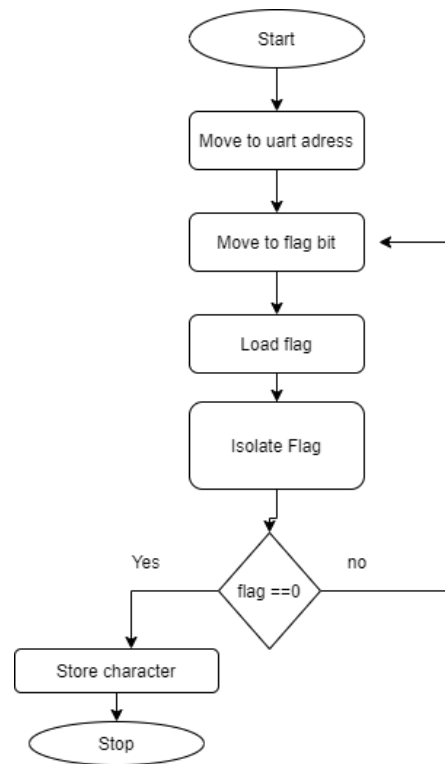 Start
Move to uart adress
Move to flag bit
Load flag
Isolate Flag
Yes
no
flag ==0
Store character
Stop